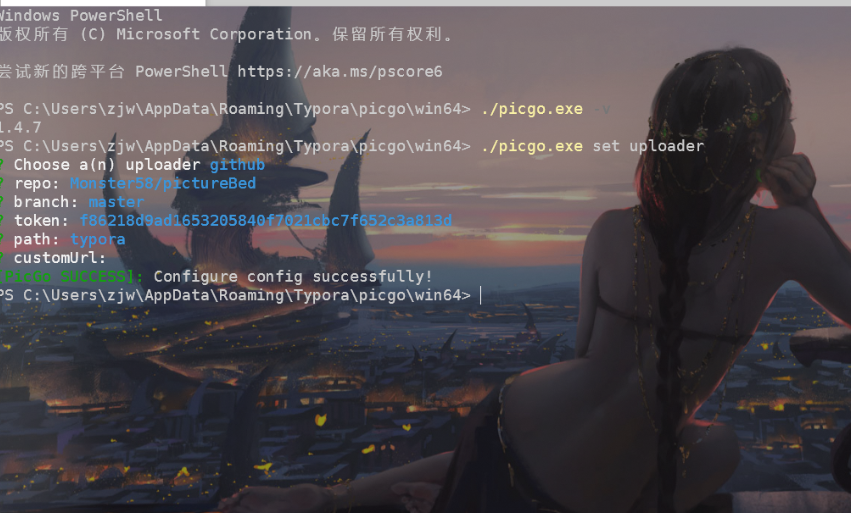 Windows PowerShell
版权所有 (C) Microsoft Corporation。保留所有权利。
尝试新的跨平台 PowerShell https://aka.ms/pscore6
PS C:\Users\zjw\AppData\Roaming\Typora\picgo\win64> ./picgo.exe -v
1.4.7
PS C:\Users\zjw\AppData\Roaming\Typora\picgo\win64> ./picgo.exe set uploader
? Choose a(n) uploader github
? repo: Monster58/pictureBed
? branch: master
? token: f86218d9ad1653205840f7021cbc7f652c3a813d
? path: typora
? customUrl:
[PicGo SUCCESS]: Configure config successfully!
PS C:\Users\zjw\AppData\Roaming\Typora\picgo\win64>